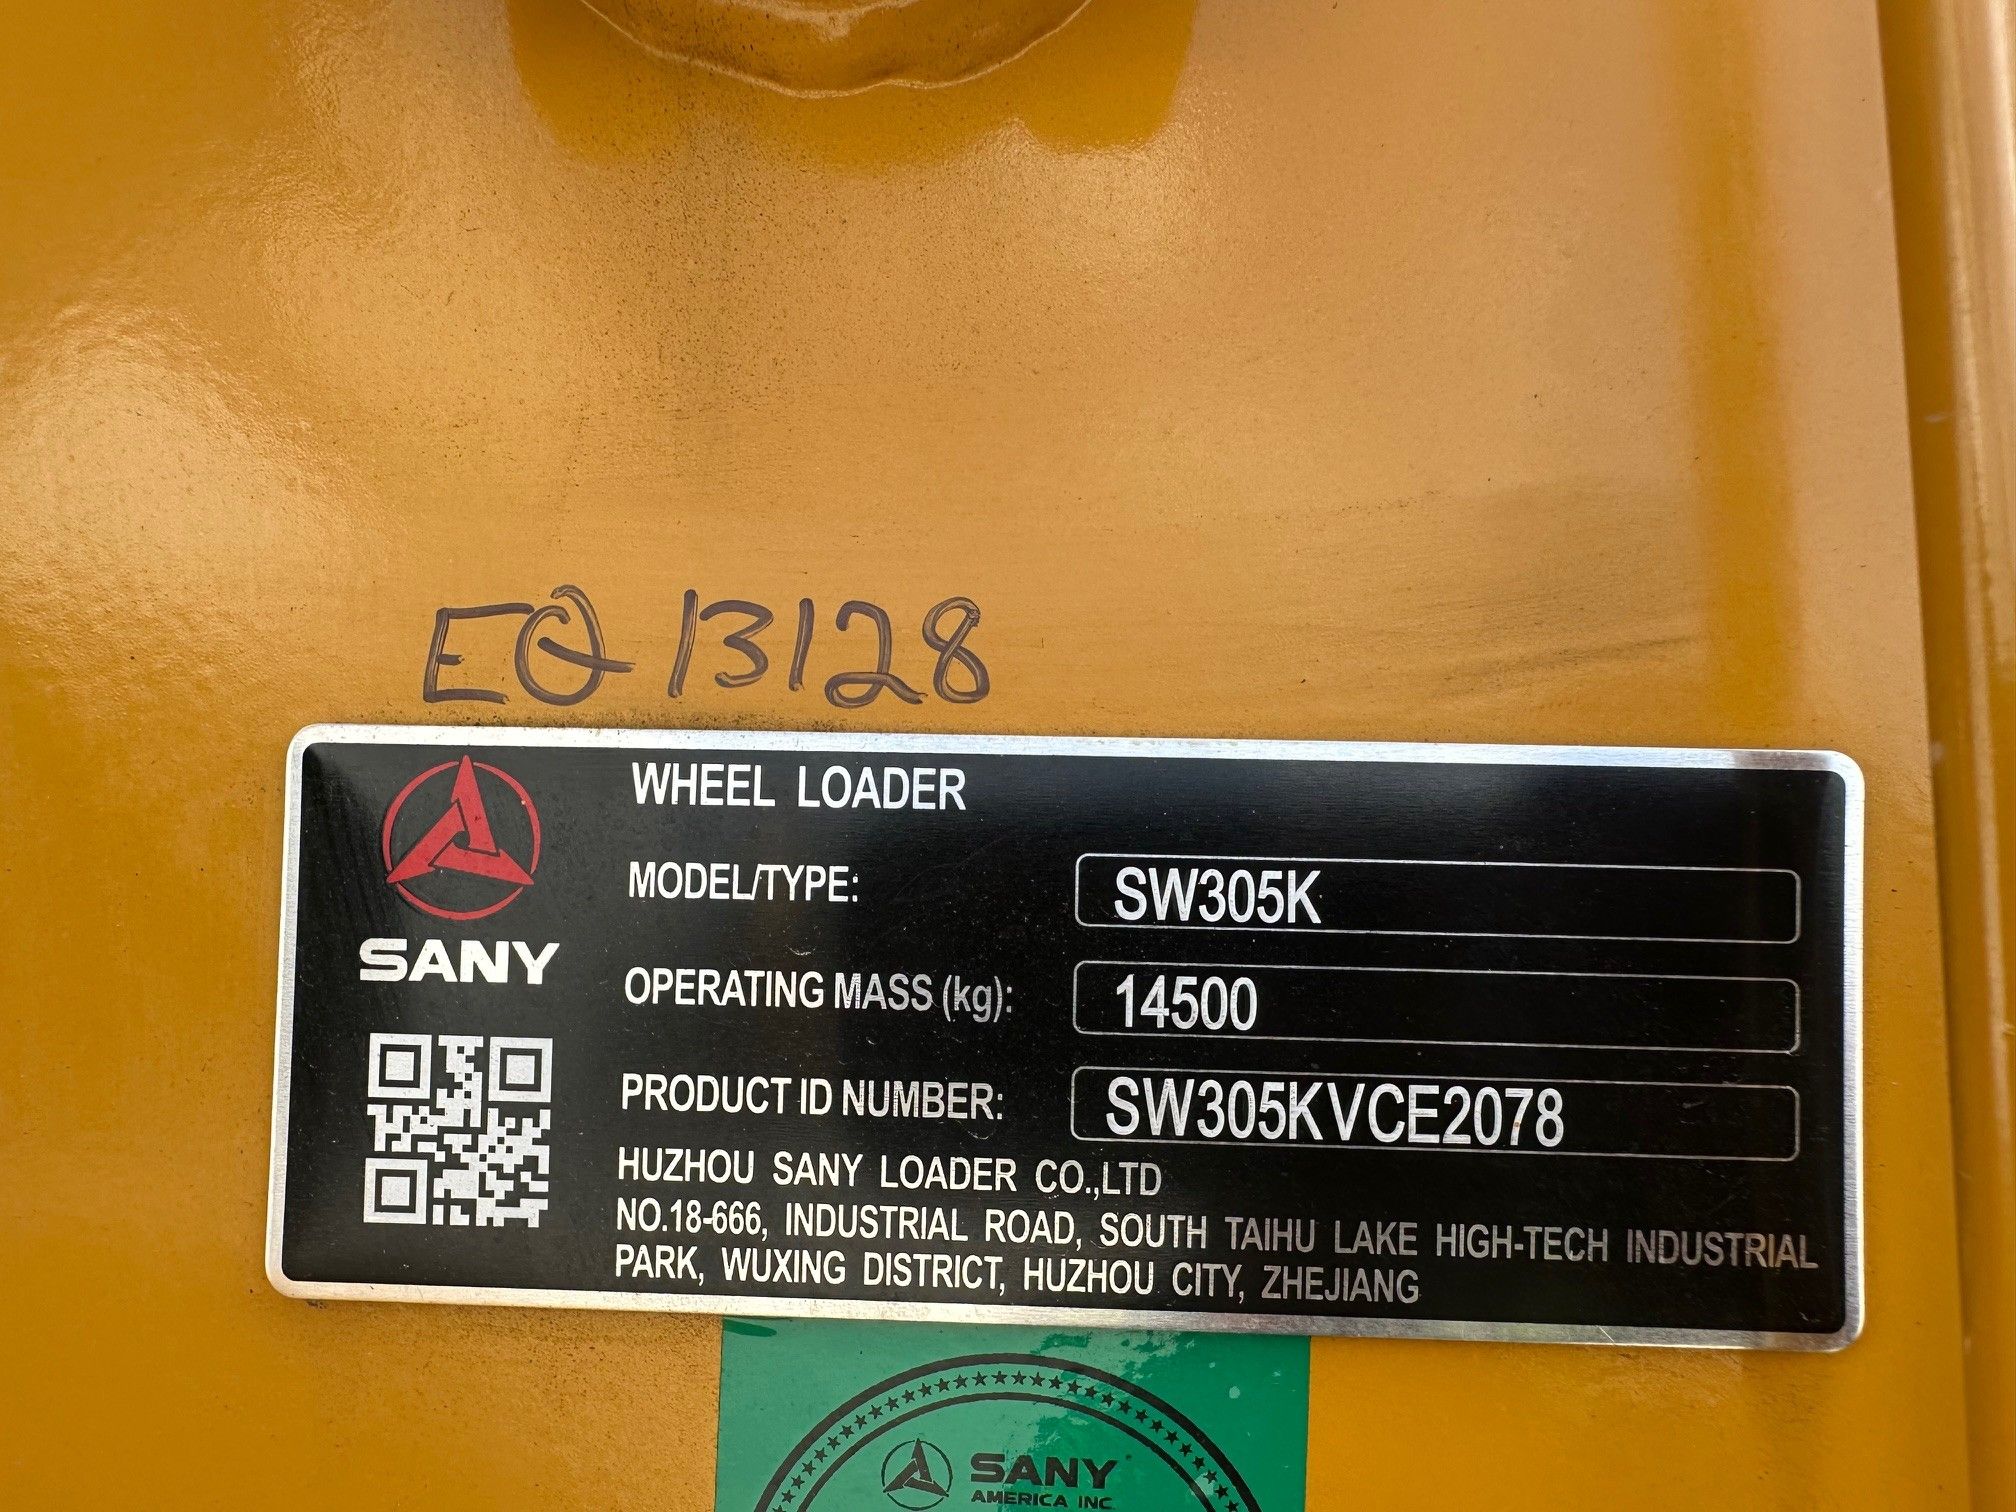 EQ 13128
WHEEL LOADER
MODEL/TYPE: SW305K
SANY
OPERATING MASS (kg): 14500
PRODUCT ID NUMBER: SW305KVCE2078
HUZHOU SANY LOADER CO.,LTD
NO.18-666, INDUSTRIAL ROAD, SOUTH TAIHU LAKE HIGH-TECH INDUSTRIAL
PARK, WUXING DISTRICT, HUZHOU CITY, ZHEJIANG
SANY
AMERICA INC.